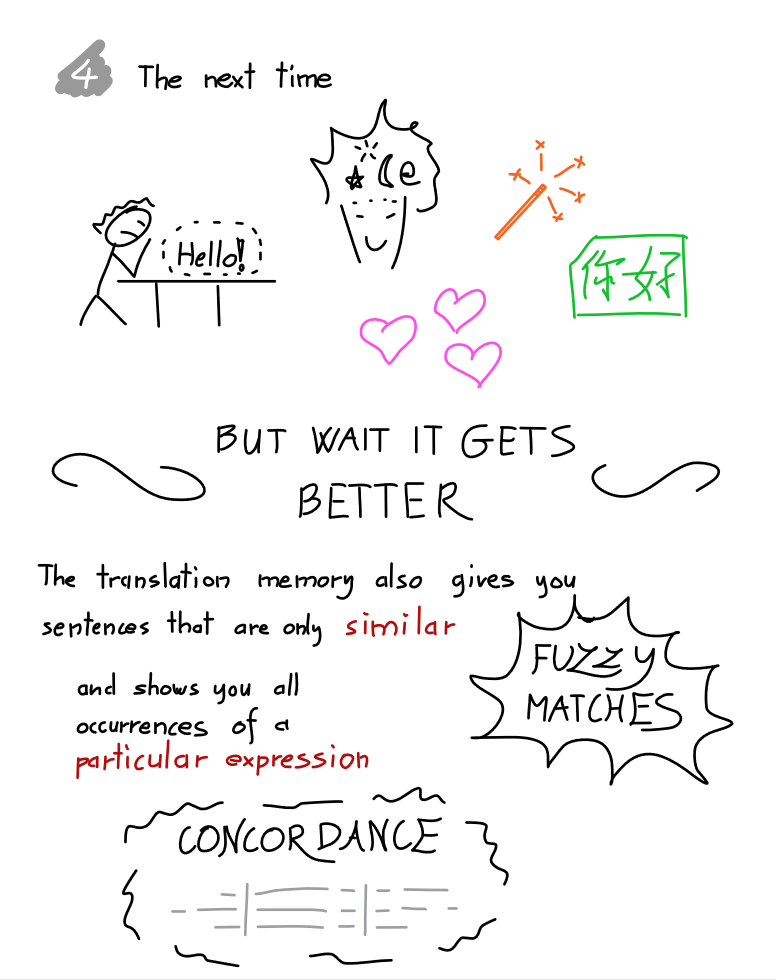 4 The next time
Hello!
你好
BUT WAIT IT GETS
BETTER
The translation memory also gives you
sentences that are only similar
FUZZY
MATCHES
and shows you all
occurrences of a
particular expression
CONCORDANCE